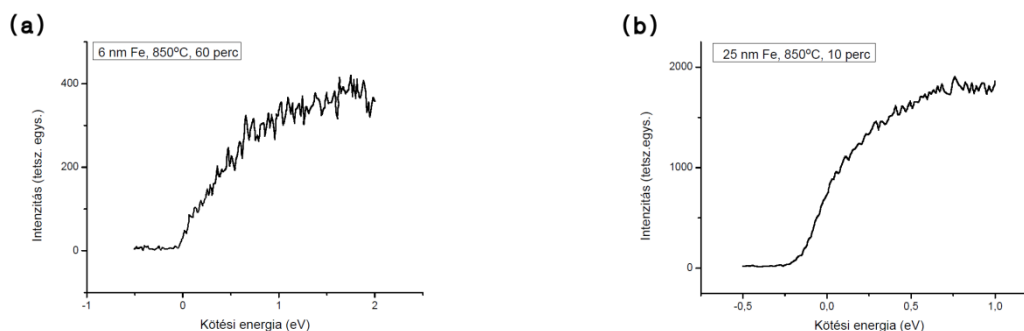 (a)
6 nm Fe, 850ºC, 60 perc
Intenzitás (tetsz. egys.)
400
200
0
-1
0
1
2
Kötési energia (eV)
(b)
25 nm Fe, 850ºC, 10 perc
Intenzitás (tetsz.egys.)
2000
1000
0
-0,5
0,0
0,5
1,0
Kötési energia (eV)